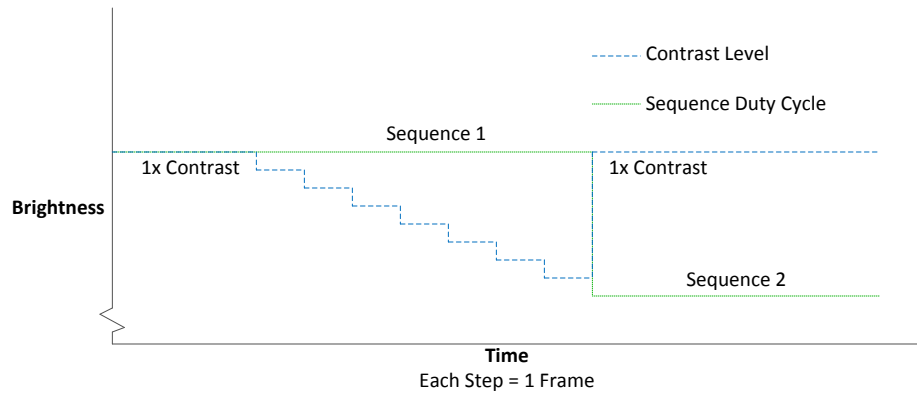 Contrast Level
Sequence Duty Cycle
Sequence 1
1x Contrast
1x Contrast
Brightness
Sequence 2
Time
Each Step = 1 Frame